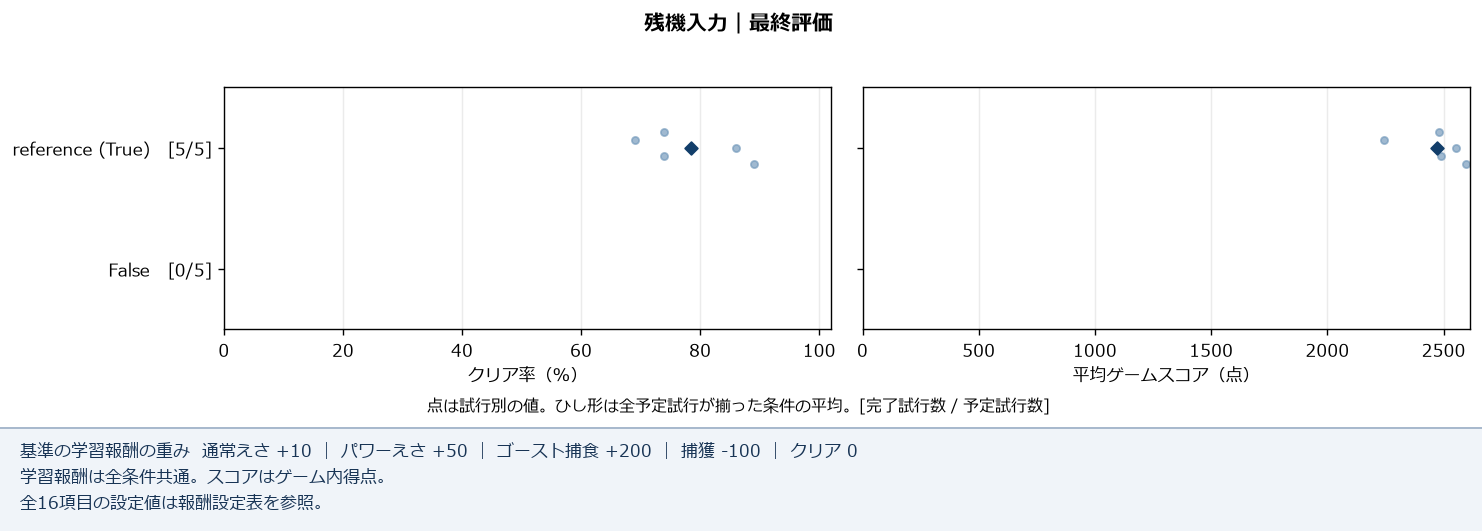 残機入力｜最終評価
reference (True) [5/5]
False [0/5]
0 20 40 60 80 100
クリア率（%）
0 500 1000 1500 2000 2500
平均ゲームスコア（点）
点は試行別の値。ひし形は全予定試行が揃った条件の平均。[完了試行数 / 予定試行数]
基準の学習報酬の重み 通常えさ +10 ｜ パワーえさ +50 ｜ ゴースト捕食 +200 ｜ 捕獲 -100 ｜ クリア 0
学習報酬は全条件共通。スコアはゲーム内得点。
全16項目の設定値は報酬設定表を参照。